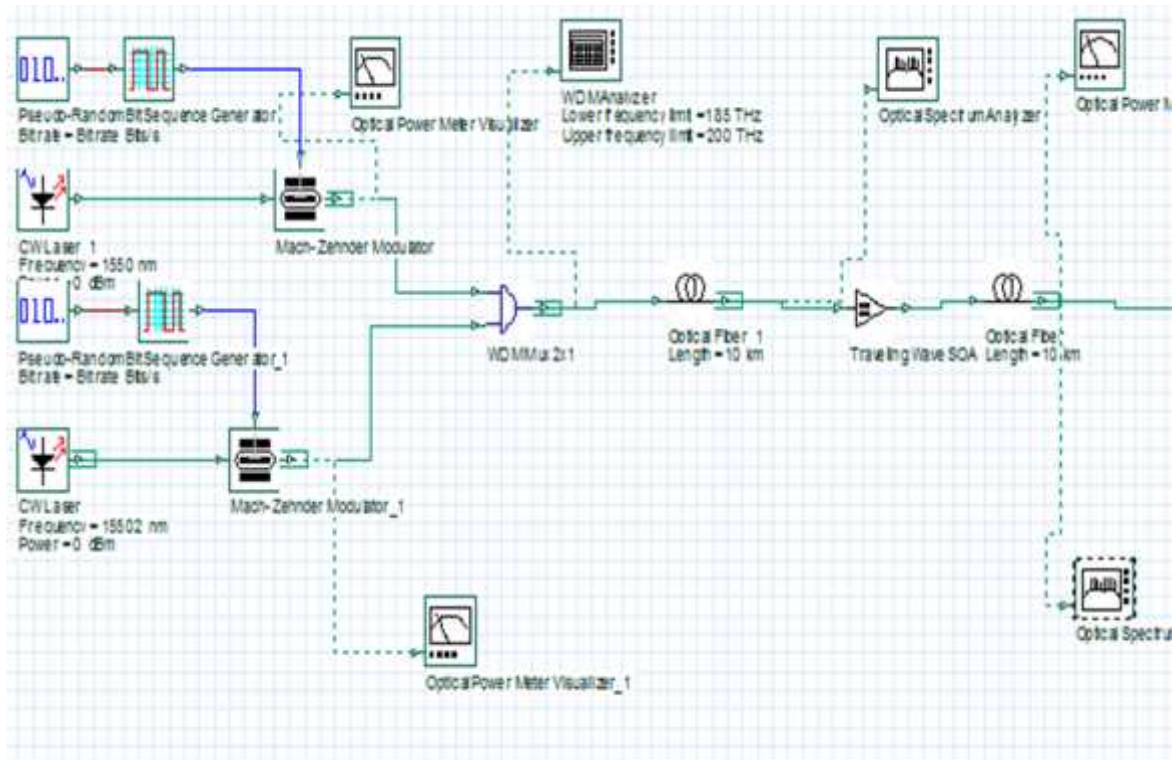 010..
Pseudo-Random Bit Sequence Generator
Bitrate = Bitrate Bits/s
Optical Power Meter Visualizer
WDM Analizer
Lower frequency limit = 185 THz
Upper frequency limit = 200 THz
Optical Spectrum Analyzer
Optical Power M
CW Laser_1
Frequency = 1550 nm
0 dBm
Mach-Zehnder Modulator
010..
Pseudo-Random Bit Sequence Generator_1
Bitrate = Bitrate Bits/s
WDM Mux 2x1
Optical Fiber_1
Length = 10 km
Traveling Wave SOA
Optical Fiber
Length = 10 km
CW Laser
Frequency = 1550.2 nm
Power = 0 dBm
Mach-Zehnder Modulator_1
Optical Power Meter Visualizer_1
Optical Spectru